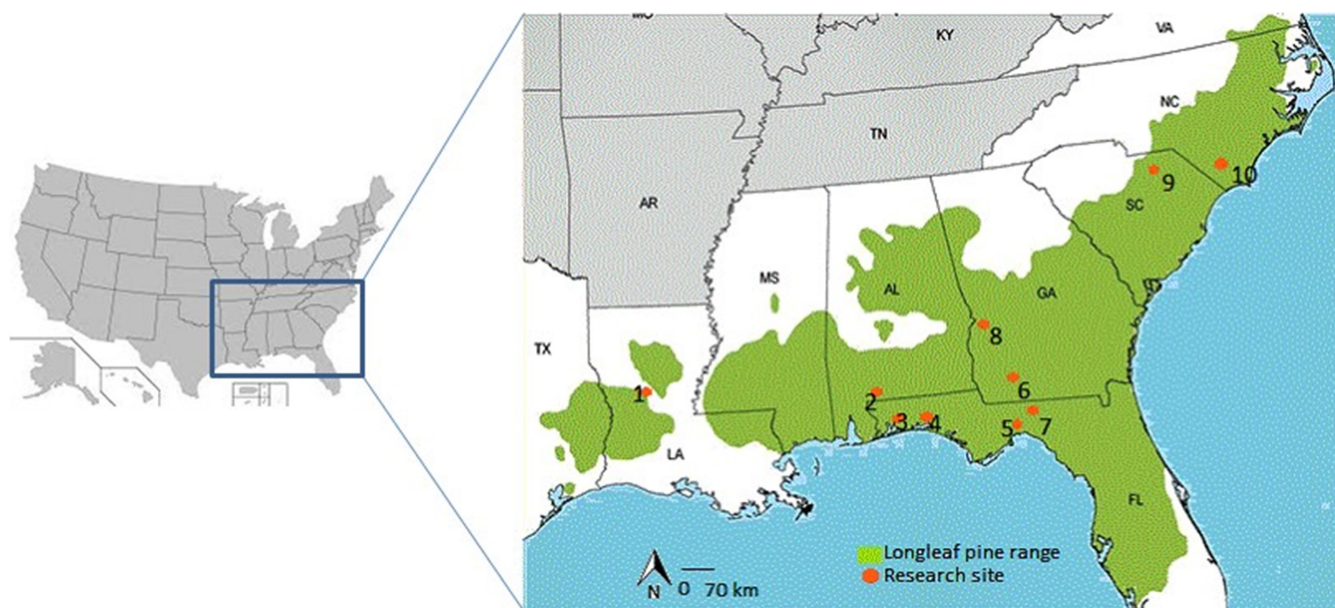 MO
KY
VA
NC
TN
AR
9
10
SC
MS
AL
GA
8
TX
1
2
6
3
4
5
7
LA
FL
Longleaf pine range
Research site
N
0 70 km